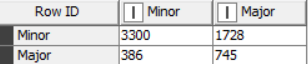 Row ID I Minor I Major
Minor 3300 1728
Major 386 745